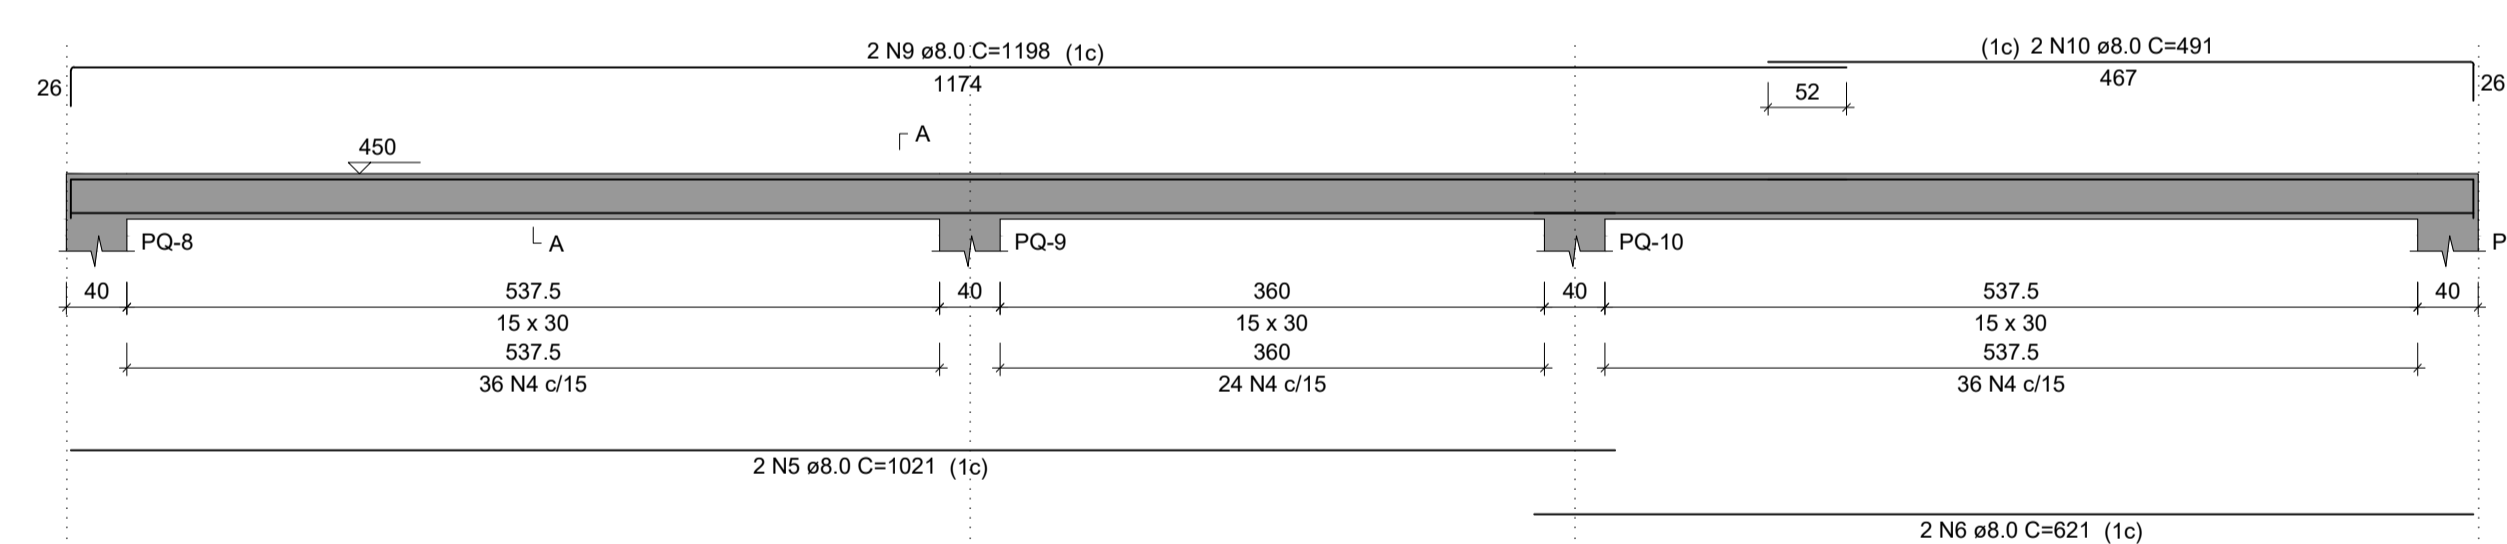 2 N9 ø8.0 C=1198 (1c)
(1c) 2 N10 ø8.0 C=491
26
1174
467
26
52
A
450
PQ-8
A
PQ-9
PQ-10
P
40
537.5
40
360
40
537.5
40
15 x 30
15 x 30
15 x 30
537.5
360
537.5
36 N4 c/15
24 N4 c/15
36 N4 c/15
2 N5 ø8.0 C=1021 (1c)
2 N6 ø8.0 C=621 (1c)